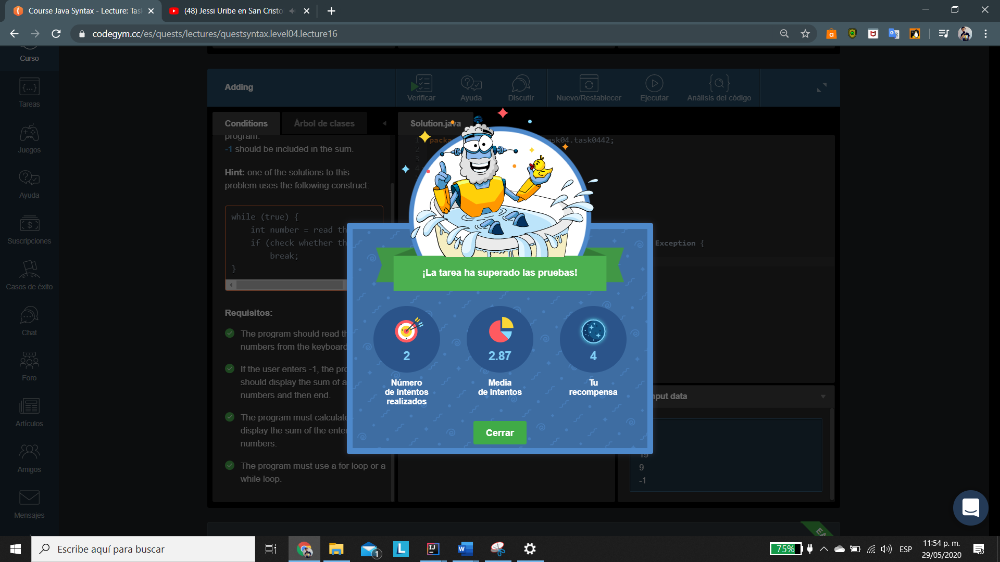 Course Java Syntax - Lecture: Tas
(48) Jessi Uribe en San Cristo
codegym.cc/es/quests/lectures/questsyntax.level04.lecture16
Curso
Tareas
Juegos
Ayuda
Suscripciones
Casos de éxito
Chat
Foro
Artículos
Amigos
Mensajes
Adding
Verificar
Ayuda
Discutir
Nuevo/Restablecer
Ejecutar
Análisis del código
Conditions
Árbol de clases
Solution.java
program.
-1 should be included in the sum.
Hint: one of the solutions to this
problem uses the following construct:
while (true) {
int number = read th
if (check whether th
break;
}
Requisitos:
The program should read th
numbers from the keyboard
If the user enters -1, the pro
should display the sum of a
numbers and then end.
The program must calculate
display the sum of the enter
numbers.
The program must use a for loop or a
while loop.
1 packa
ask04.task0442;
2
3
4
Exception {
¡La tarea ha superado las pruebas!
2
Número
de intentos
realizados
2.87
Media
de intentos
4
Tu
recompensa
Cerrar
nput data
19
9
-1
Escribe aquí para buscar
1
L
IJ
W
75%
ESP
11:54 p. m.
29/05/2020